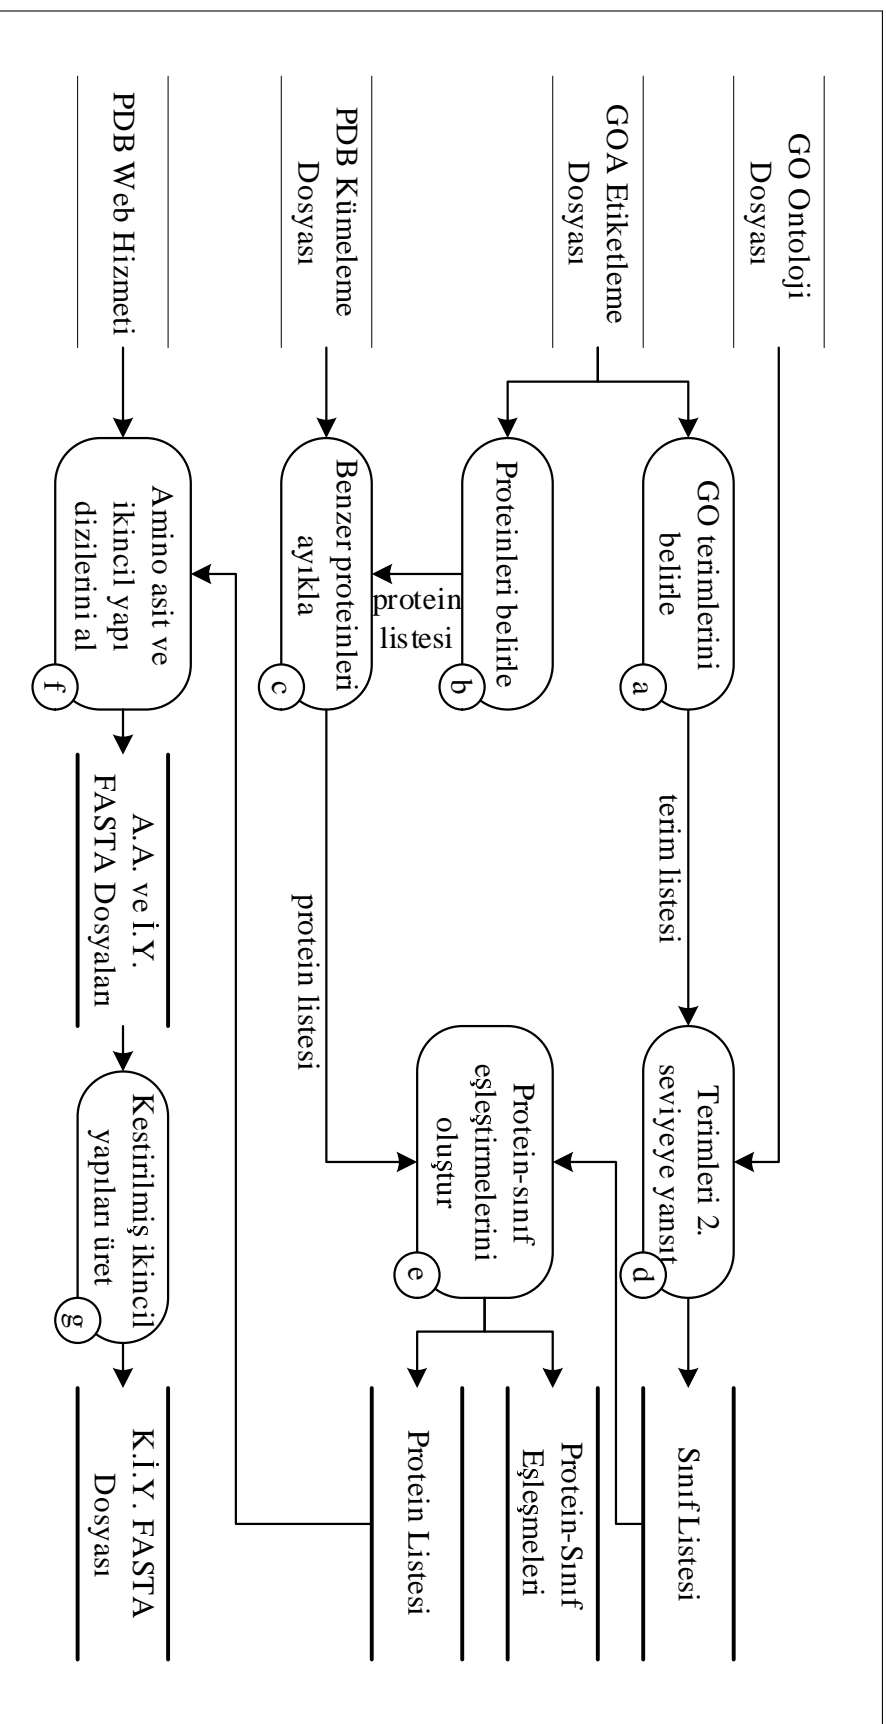 GO Ontoloji
Dosyası
GOA Etiketleme
Dosyası
PDB Kümeleme
Dosyası
PDB Web Hizmeti
GO terimlerini
belirle
a
Proteinleri belirle
b
protein
listesi
Benzer proteinleri
ayıkla
c
Amino asit ve
ikincil yapı
dizilerini al
f
terim listesi
protein listesi
A.A. ve İ.Y.
FASTA Dosyaları
Terimleri 2.
seviyeye yansıt
d
Protein-sınıf
eşleştirmelerini
oluştur
e
Kestirilmiş ikincil
yapıları üret
g
Sınıf Listesi
Protein-Sınıf
Eşleşmeleri
Protein Listesi
K.İ.Y. FASTA
Dosyası